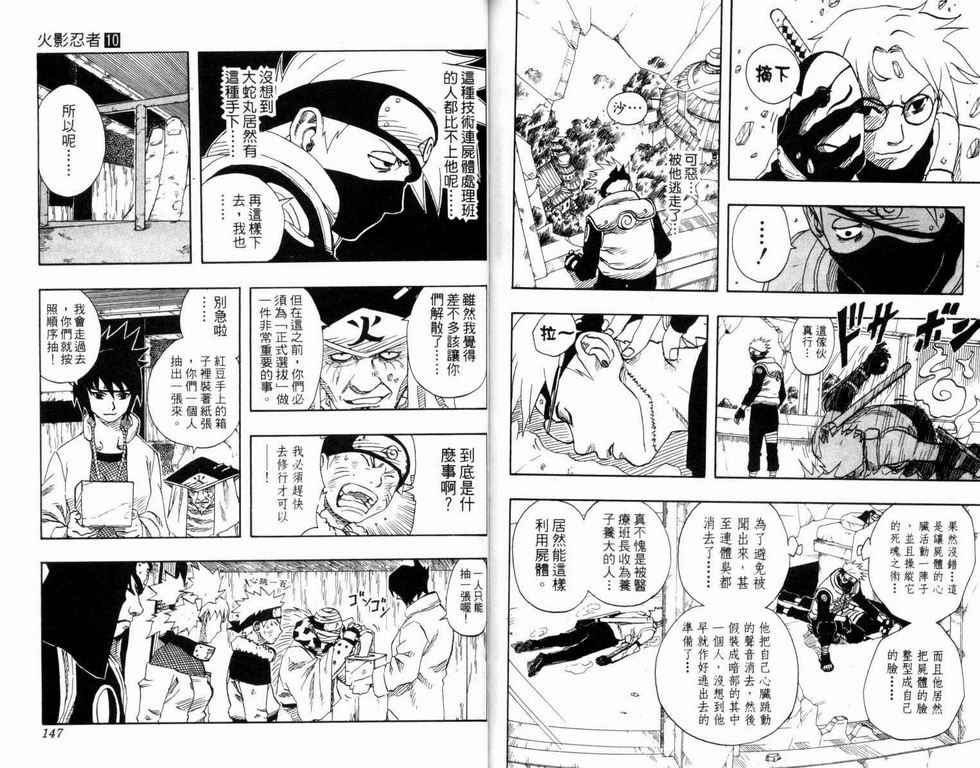 摘下
沙…
可惡…
被他逃走了…
…！
這傢伙
真行…
ドサ
ボン
拉～
果然沒錯…這
是讓屍體的心
臟活動一陣子
，並且操縱它
的死魂之術…
而且他居然
把屍體的臉
整型成自己
的臉……
為了避免被
聞出來，甚
至連體臭都
消去了……
他把自己心臟跳動
的聲音消去，然後
假裝成暗部的其中
一個人，沒想到他
早就作好逃出去的
準備了…
真不愧是被醫
療班長收為養
子養大的人…
居然能這樣
利用屍體…
火影忍者10
這種技術連屍體處理班
的人都比不上他呢……
沒想到
大蛇丸居然有
這種手下…
再這樣下
去，我也
所以呢……
雖然我覺得
差不多該讓你
們解散了…
但在這之前，你們必
須為「正式選拔」做
一件非常重要的事。
火
別急啦
……
紅豆手上的箱
子裡裝著紙張
，你們一個人
抽出一張來。
我會走過去
，你們就按
照順序抽！
到底是什
麼事啊？
我必須趕快
去修行才可以
——！
一人只能
抽一張喔！
ゴソゴソ
心跳一百
147